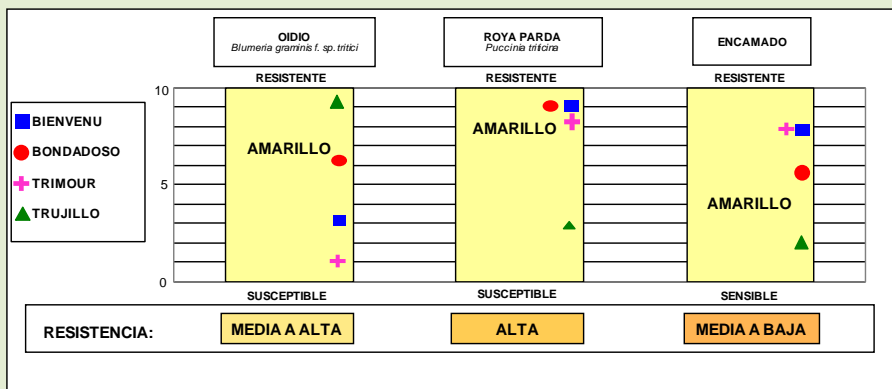 OIDIO
Blumeria graminis f. sp. tritici
ROYA PARDA
Puccinia triticina
ENCAMADO
RESISTENTE
RESISTENTE
RESISTENTE
10
5
0
BIENVENU
BONDADOSO
TRIMOUR
TRUJILLO
AMARILLO
AMARILLO
AMARILLO
SUSCEPTIBLE
SUSCEPTIBLE
SENSIBLE
RESISTENCIA:
MEDIA A ALTA
ALTA
MEDIA A BAJA